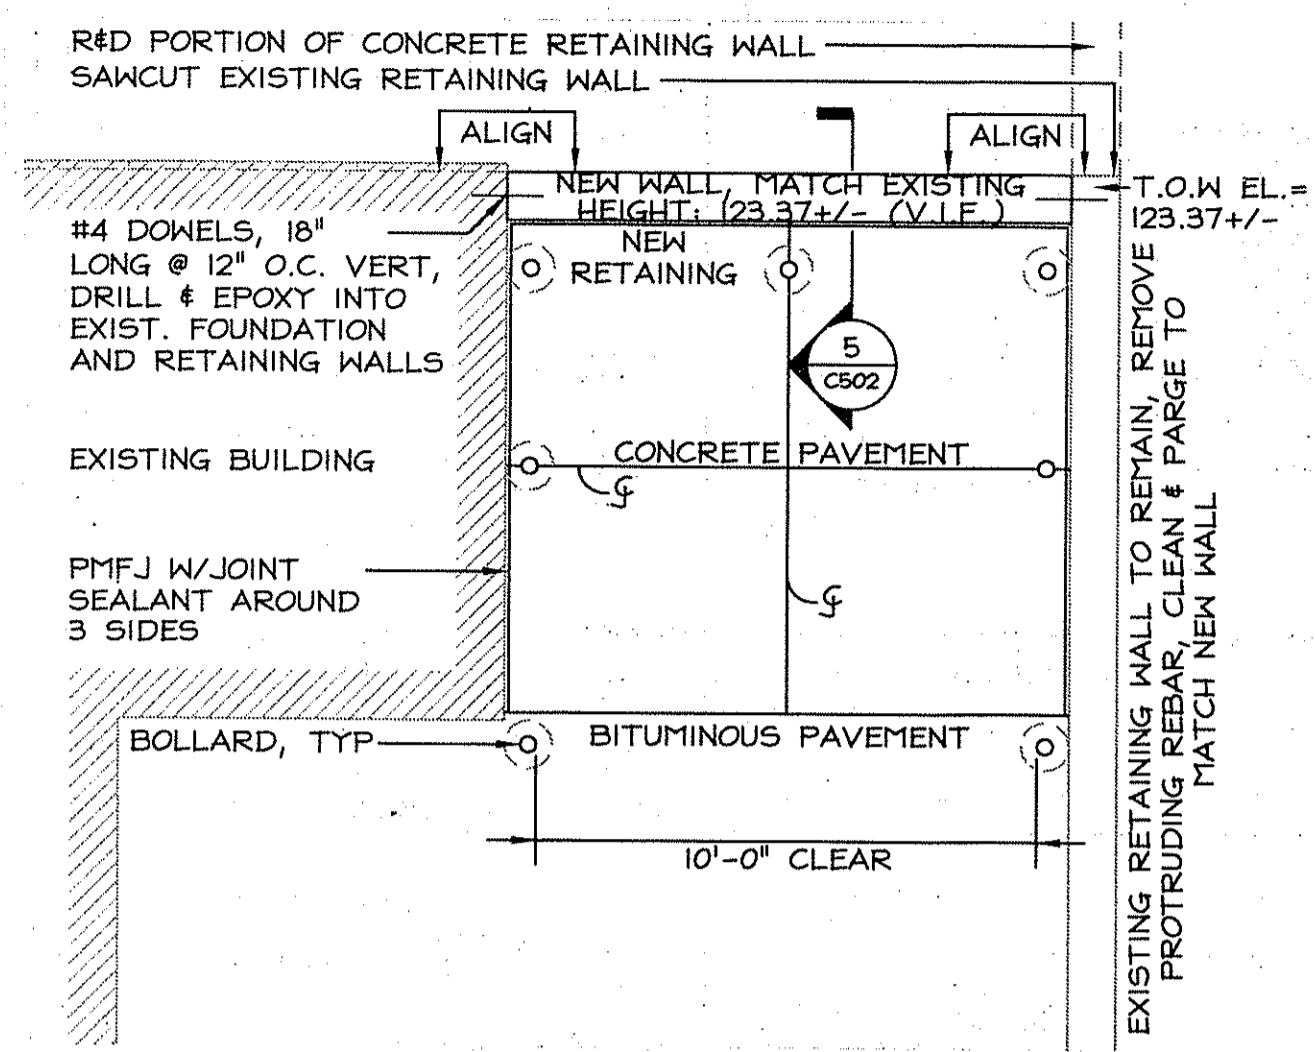 R&D PORTION OF CONCRETE RETAINING WALL
SAWCUT EXISTING RETAINING WALL
ALIGN
ALIGN
NEW WALL, MATCH EXISTING
HEIGHT: 123.37+/- (V.I.F.)
T.O.W EL.=
123.37+/-
#4 DOWELS, 18"
LONG @ 12" O.C. VERT,
DRILL & EPOXY INTO
EXIST. FOUNDATION
AND RETAINING WALLS
NEW
RETAINING
5
C502
EXISTING BUILDING
CONCRETE PAVEMENT
CJ
PMFJ W/JOINT
SEALANT AROUND
3 SIDES
CJ
BOLLARD, TYP
BITUMINOUS PAVEMENT
10'-0" CLEAR
EXISTING RETAINING WALL TO REMAIN, REMOVE
PROTRUDING REBAR, CLEAN & PARGE TO
MATCH NEW WALL